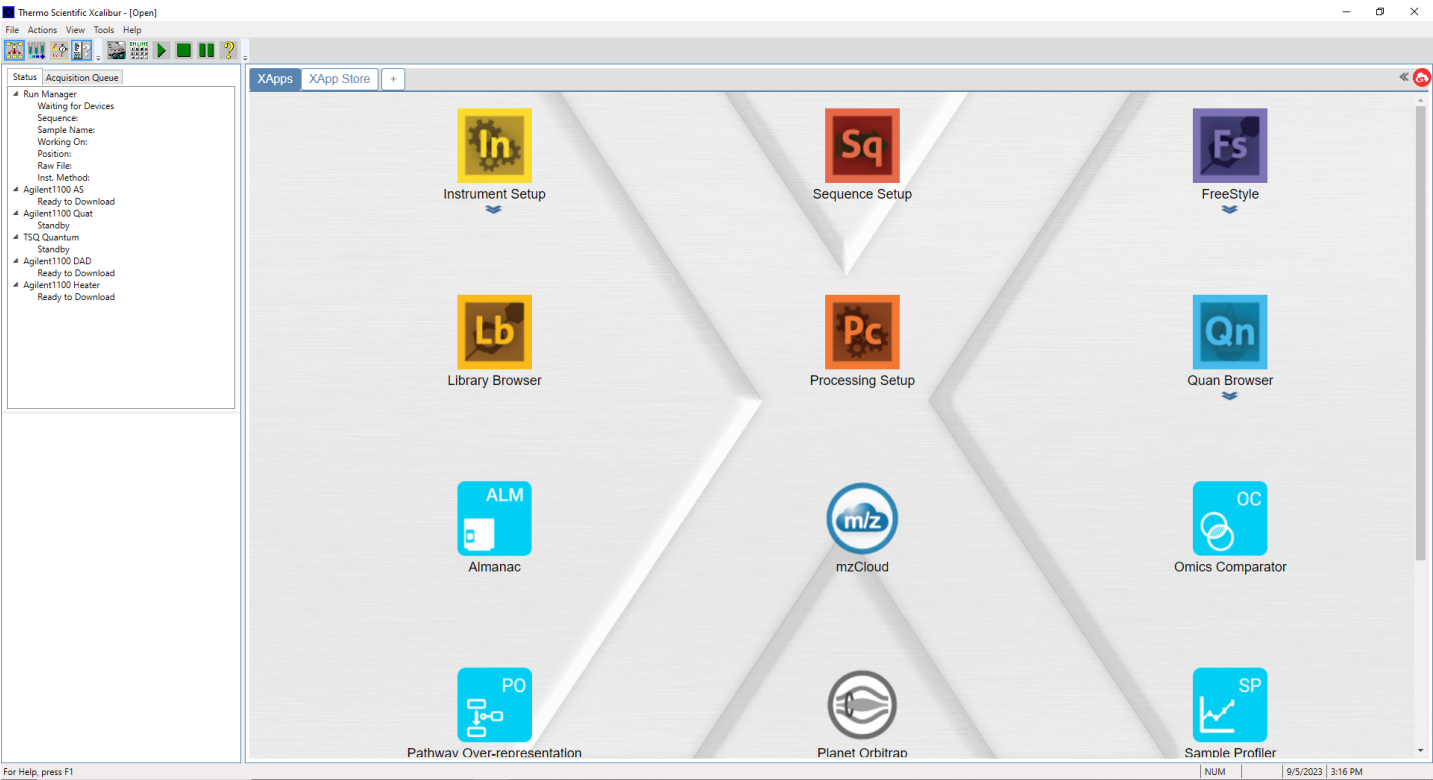 Thermo Scientific Xcalibur - [Open]
File Actions View Tools Help
ONLINE
Status Acquisition Queue
XApps XApp Store +
Run Manager
Waiting for Devices
Sequence:
Sample Name:
Working On:
Position:
Raw File:
Inst. Method:
Agilent1100 AS
Ready to Download
Agilent1100 Quat
Standby
TSQ Quantum
Standby
Agilent1100 DAD
Ready to Download
Agilent1100 Heater
Ready to Download
In Sq Fs
Instrument Setup Sequence Setup FreeStyle
Lb Pc Qn
Library Browser Processing Setup Quan Browser
ALM m/z OC
Almanac mzCloud Omics Comparator
PO SP
Pathway Over-representation Planet Orbitrap Sample Profiler
For Help, press F1 NUM 9/5/2023 3:16 PM